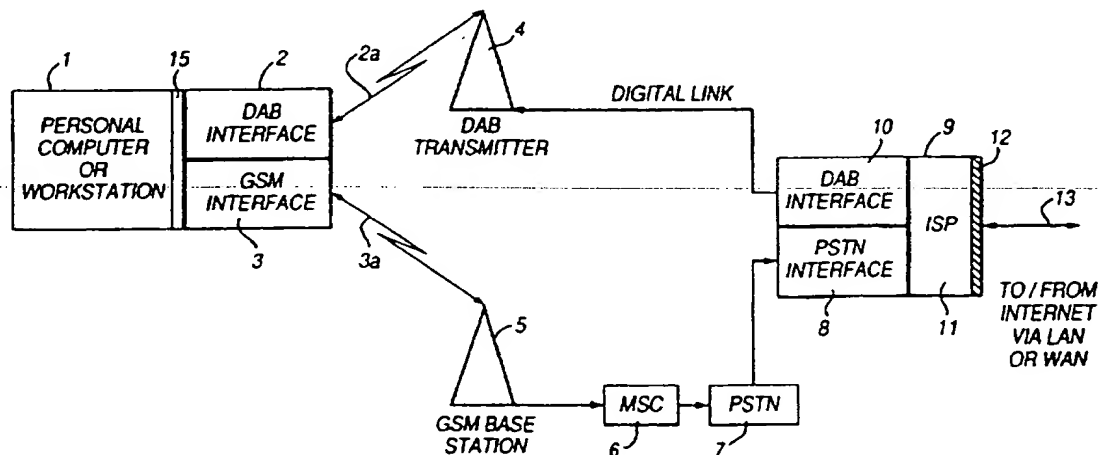 1
15
2
2a
4
PERSONAL
COMPUTER
OR
WORKSTATION
DAB
INTERFACE
GSM
INTERFACE
3
3a
DAB
TRANSMITTER
DIGITAL LINK
10
9
12
DAB
INTERFACE
PSTN
INTERFACE
8
ISP
11
13
TO / FROM
INTERNET
VIA LAN
OR WAN
5
GSM BASE
STATION
MSC
6
PSTN
7